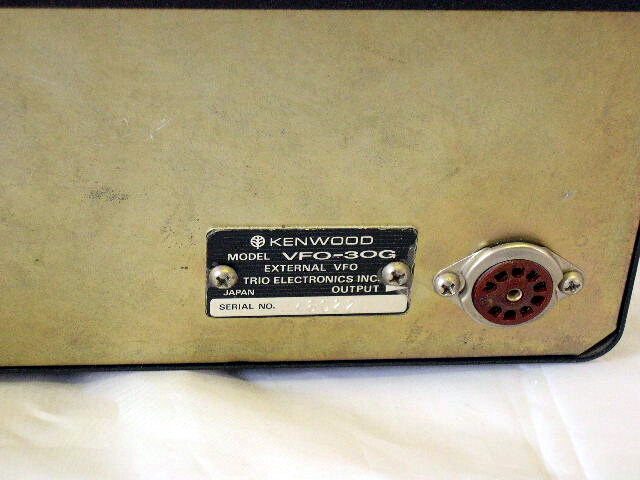 KENWOOD
MODEL VFO-30G
EXTERNAL VFO
TRIO ELECTRONICS INC.
JAPAN OUTPUT
SERIAL NO.